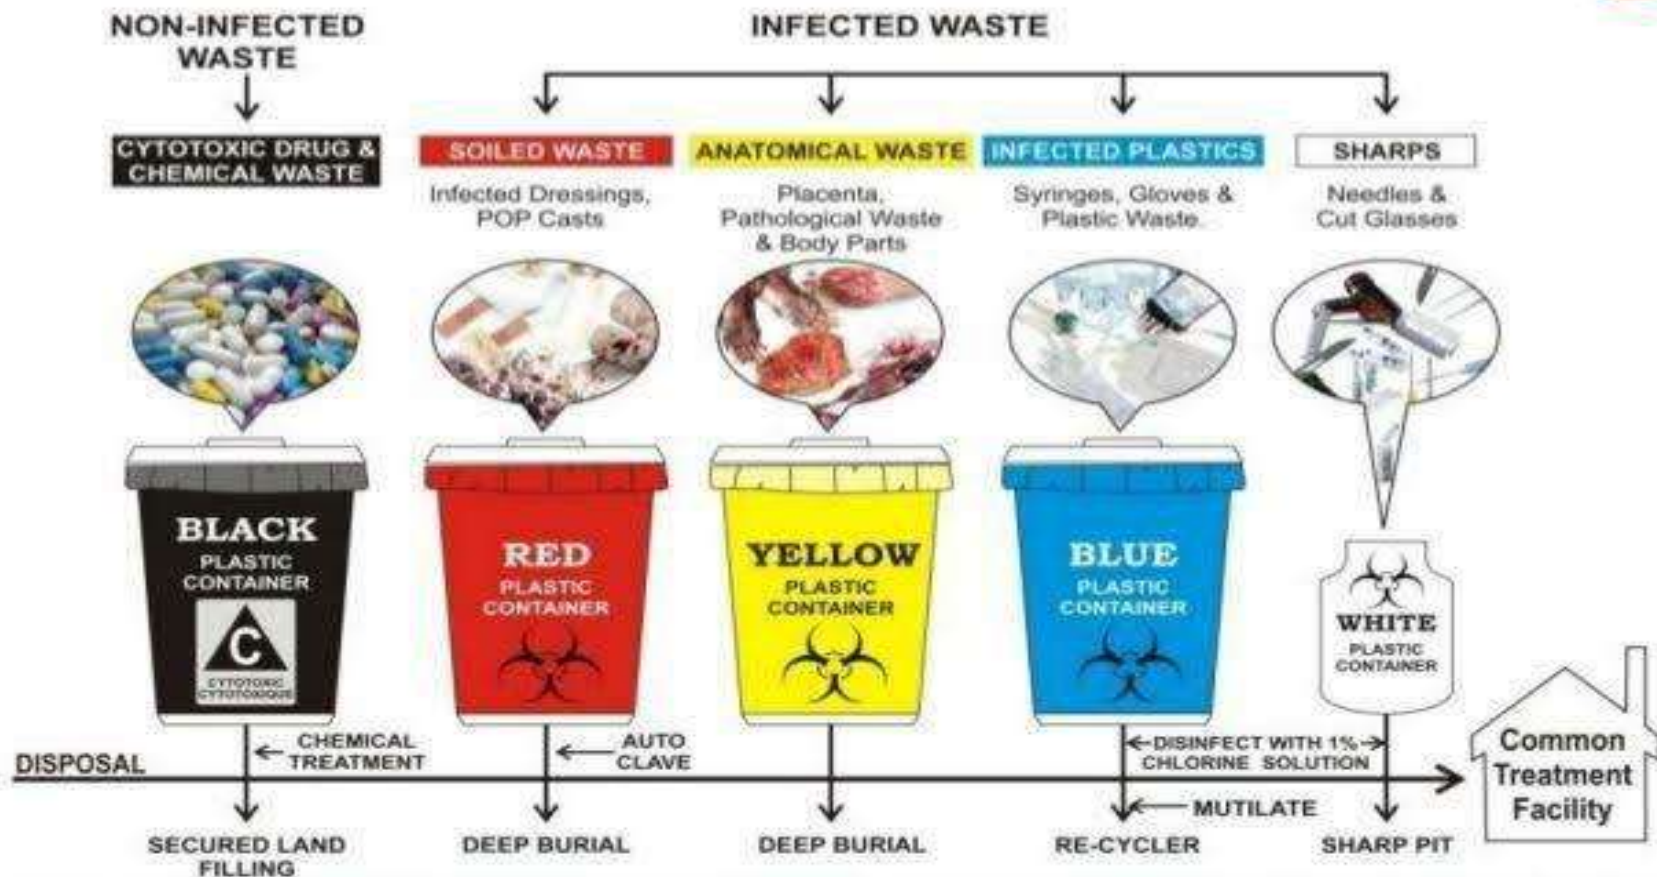 NON-INFECTED
WASTE
INFECTED WASTE
CYTOTOXIC DRUG &
CHEMICAL WASTE
SOILED WASTE
Infected Dressings,
POP Casts
ANATOMICAL WASTE
Placenta,
Pathological Waste
& Body Parts
INFECTED PLASTICS
Syringes, Gloves &
Plastic Waste.
SHARPS
Needles &
Cut Glasses
BLACK
PLASTIC
CONTAINER
C
CYTOTOXIC
CYTOTOXIQUE
RED
PLASTIC
CONTAINER
YELLOW
PLASTIC
CONTAINER
BLUE
PLASTIC
CONTAINER
WHITE
PLASTIC
CONTAINER
DISPOSAL
CHEMICAL
TREATMENT
AUTO
CLAVE
DISINFECT WITH 1%
CHLORINE SOLUTION
MUTILATE
Common
Treatment
Facility
SECURED LAND
FILLING
DEEP BURIAL
DEEP BURIAL
RE-CYCLER
SHARP PIT